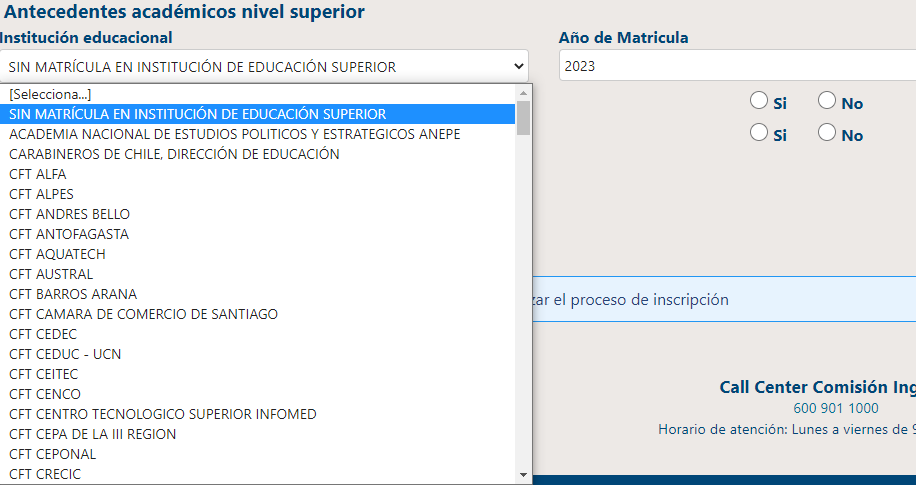 Antecedentes académicos nivel superior
Institución educacional
Año de Matricula
SIN MATRÍCULA EN INSTITUCIÓN DE EDUCACIÓN SUPERIOR
2023
[Selecciona...]
SIN MATRÍCULA EN INSTITUCIÓN DE EDUCACIÓN SUPERIOR
ACADEMIA NACIONAL DE ESTUDIOS POLITICOS Y ESTRATEGICOS ANEPE
CARABINEROS DE CHILE, DIRECCIÓN DE EDUCACIÓN
CFT ALFA
CFT ALPES
CFT ANDRES BELLO
CFT ANTOFAGASTA
CFT AQUATECH
CFT AUSTRAL
CFT BARROS ARANA
CFT CAMARA DE COMERCIO DE SANTIAGO
CFT CEDEC
CFT CEDUC - UCN
CFT CEITEC
CFT CENCO
CFT CENTRO TECNOLOGICO SUPERIOR INFOMED
CFT CEPA DE LA III REGION
CFT CEPONAL
CFT CRECIC
Si No
Si No
zar el proceso de inscripción
Call Center Comisión Ing
600 901 1000
Horario de atención: Lunes a viernes de 9